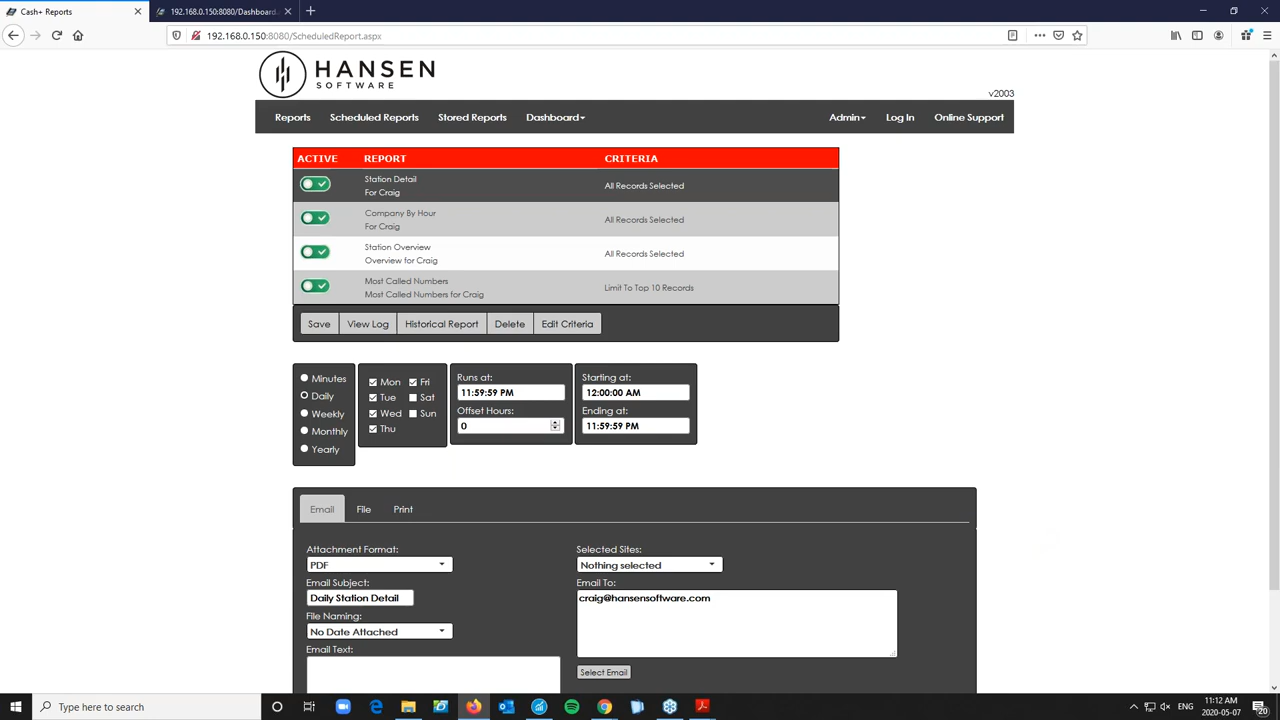 Cash+ Reports
192.168.0.150:8080/Dashboard.
192.168.0.150:8080/ScheduledReport.aspx
HANSEN
SOFTWARE
v2003
Reports Scheduled Reports Stored Reports Dashboard Admin Log In Online Support
ACTIVE REPORT CRITERIA
Station Detail
For Craig
All Records Selected
Company By Hour
For Craig
All Records Selected
Station Overview
Overview for Craig
All Records Selected
Most Called Numbers
Most Called Numbers for Craig
Limit To Top 10 Records
Save View Log Historical Report Delete Edit Criteria
Minutes
Daily
Weekly
Monthly
Yearly
Mon Fri
Tue Sat
Wed Sun
Thu
Runs at:
11:59:59 PM
Offset Hours:
0
Starting at:
12:00:00 AM
Ending at:
11:59:59 PM
Email File Print
Attachment Format:
PDF
Email Subject:
Daily Station Detail
File Naming:
No Date Attached
Email Text:
Selected Sites:
Nothing selected
Email To:
craig@hansensoftware.com
Select Email
Type here to search
ENG
11:12 AM
2020-05-07
20